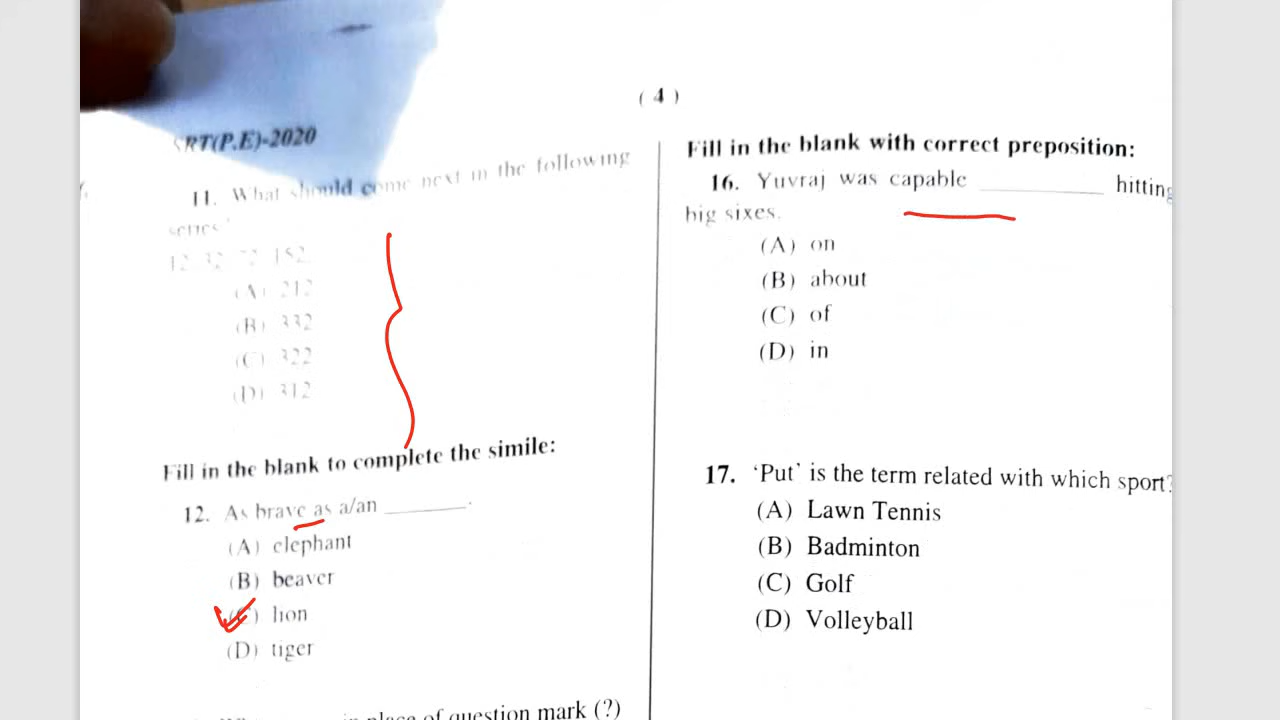 ( 4 )
SRT(P.E)-2020
11. What should come next in the following
series
12 32 72 152
(A) 212
(B) 332
(C) 322
(D) 312
Fill in the blank to complete the simile:
12. As brave as a/an ________.
(A) elephant
(B) beaver
(C) lion
(D) tiger
in place of question mark (?)
Fill in the blank with correct preposition:
16. Yuvraj was capable ____________ hitting
big sixes.
(A) on
(B) about
(C) of
(D) in
17. ‘Put’ is the term related with which sport?
(A) Lawn Tennis
(B) Badminton
(C) Golf
(D) Volleyball